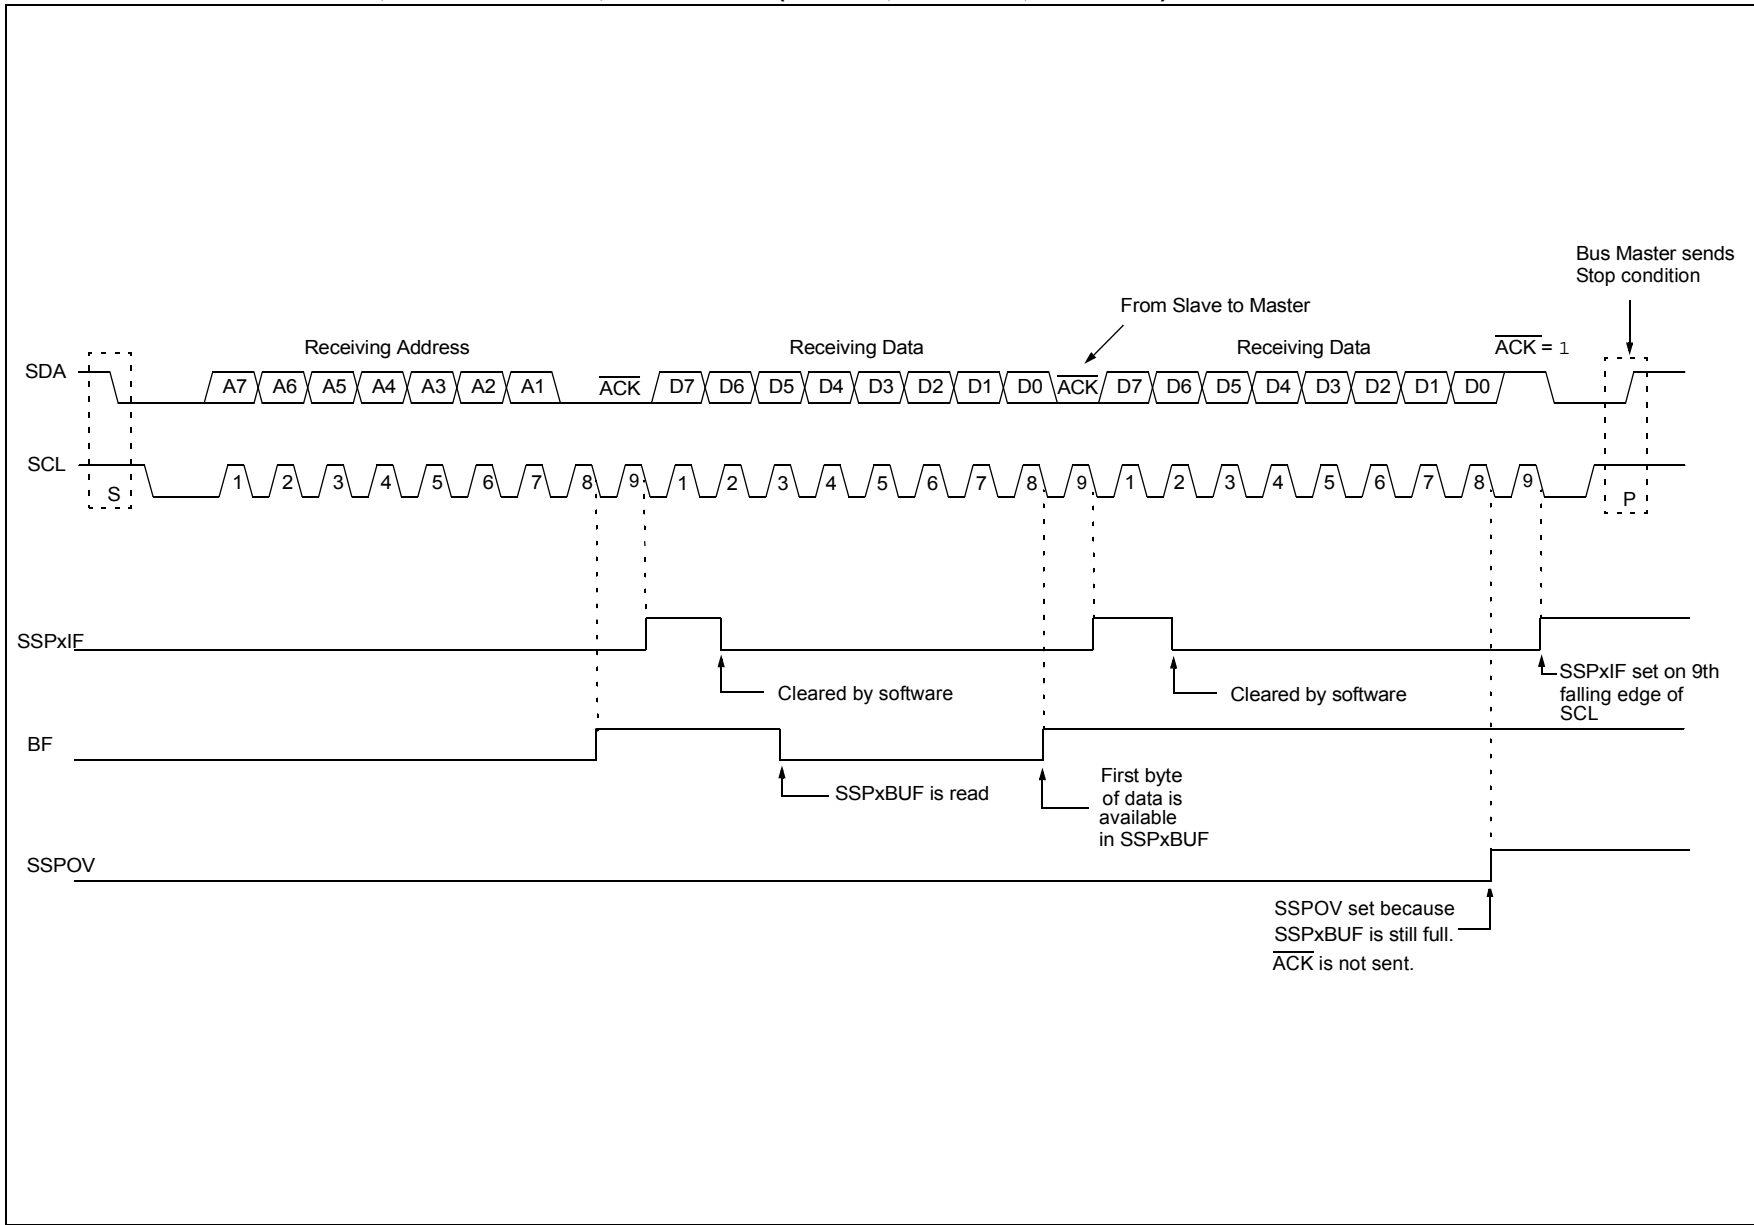 Bus Master sends
Stop condition
From Slave to Master
Receiving Address
Receiving Data
Receiving Data
ACK = 1
SDA
A7 A6 A5 A4 A3 A2 A1 ACK D7 D6 D5 D4 D3 D2 D1 D0 ACK D7 D6 D5 D4 D3 D2 D1 D0
SCL
S 1 2 3 4 5 6 7 8 9 1 2 3 4 5 6 7 8 9 1 2 3 4 5 6 7 8 9 P
SSPxIF
Cleared by software
Cleared by software
SSPxIF set on 9th
falling edge of
SCL
BF
SSPxBUF is read
First byte
of data is
available
in SSPxBUF
SSPOV
SSPOV set because
SSPxBUF is still full.
ACK is not sent.